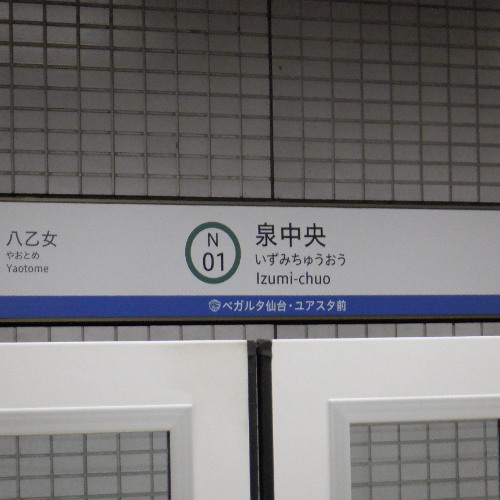 八乙女
やおとめ
Yaotome
N
01
泉中央
いずみちゅうおう
Izumi-chuo
ベガルタ仙台・ユアスタ前